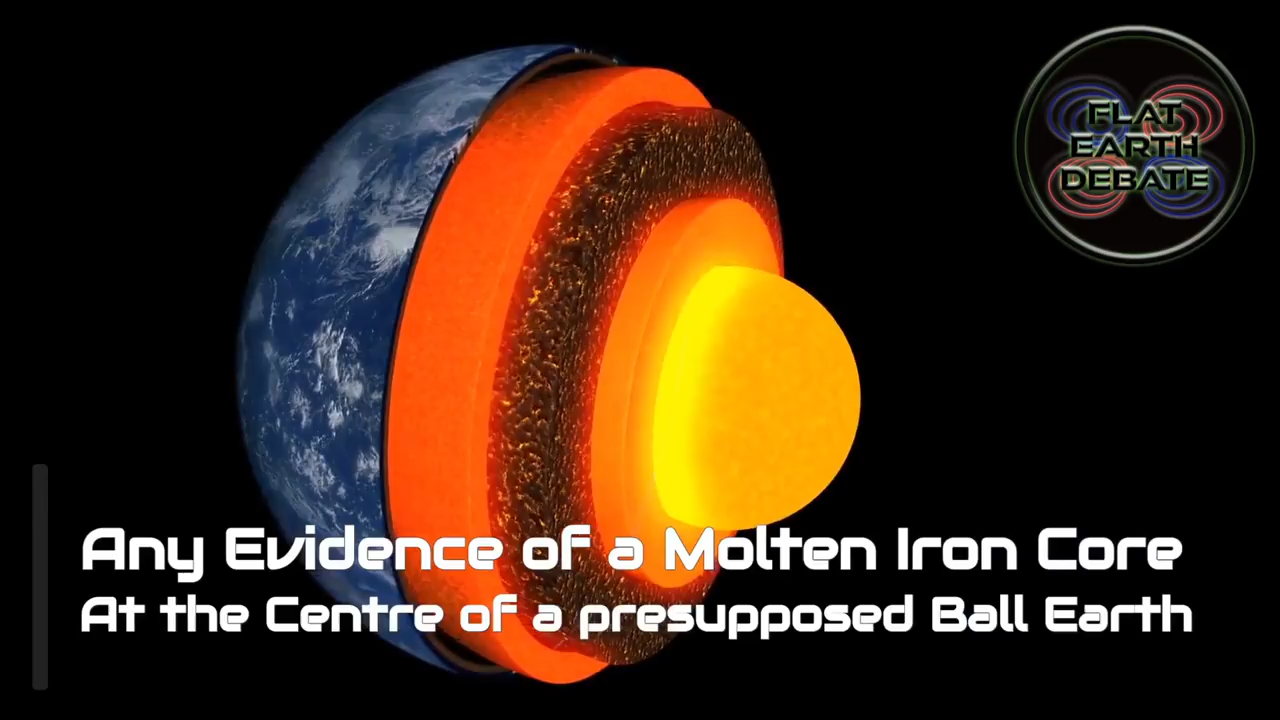 FLAT
EARTH
DEBATE
Any Evidence of a Molten Iron Core
At the Centre of a presupposed Ball Earth